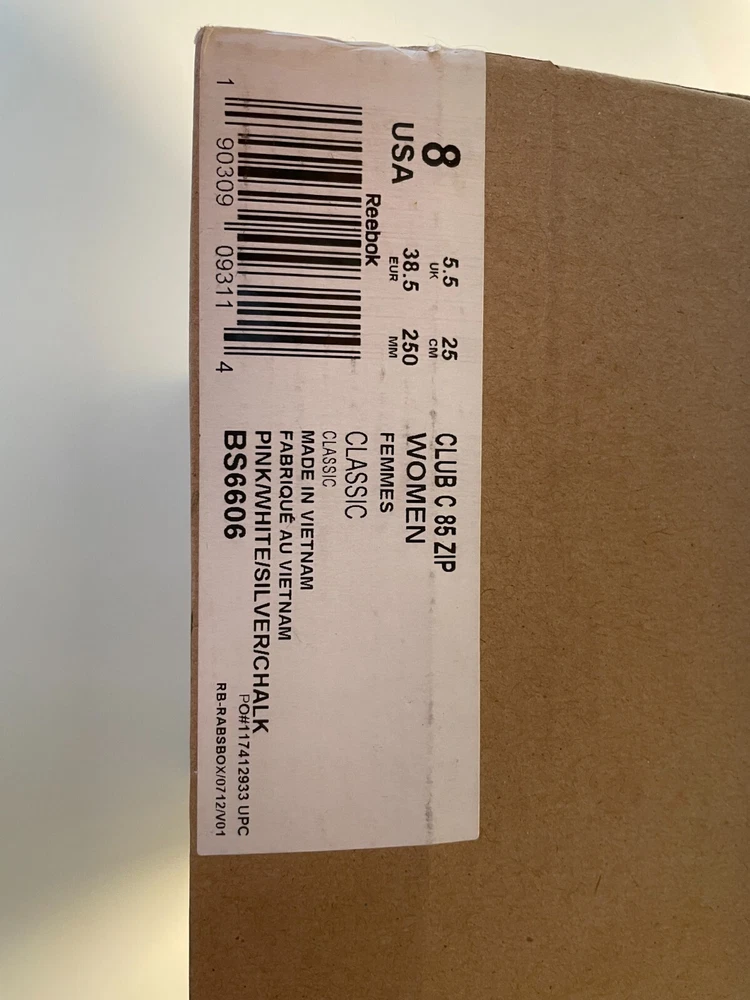 8
USA
5.5
UK
38.5
EUR
25
CM
250
MM
Reebok
1 90309 09311 4
CLUB C 85 ZIP
WOMEN
FEMMES
CLASSIC
CLASSIC
MADE IN VIETNAM
FABRIQUÉ AU VIETNAM
PINK/WHITE/SILVER/CHALK
BS6606
PO#117412933 UPC
RB-RABSBOX/0712/V01